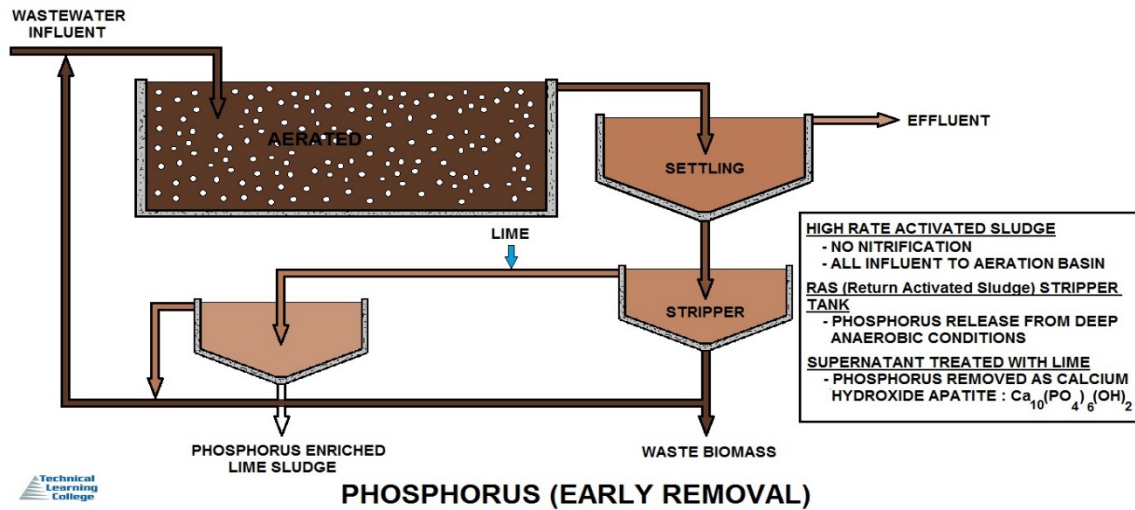 WASTEWATER
INFLUENT
AERATED
SETTLING
EFFLUENT
LIME
STRIPPER
HIGH RATE ACTIVATED SLUDGE
- NO NITRIFICATION
- ALL INFLUENT TO AERATION BASIN
RAS (Return Activated Sludge) STRIPPER
TANK
- PHOSPHORUS RELEASE FROM DEEP
ANAEROBIC CONDITIONS
SUPERNATANT TREATED WITH LIME
- PHOSPHORUS REMOVED AS CALCIUM
HYDROXIDE APATITE : Ca10(PO4)6(OH)2
PHOSPHORUS ENRICHED
LIME SLUDGE
WASTE BIOMASS
Technical
Learning
College
PHOSPHORUS (EARLY REMOVAL)